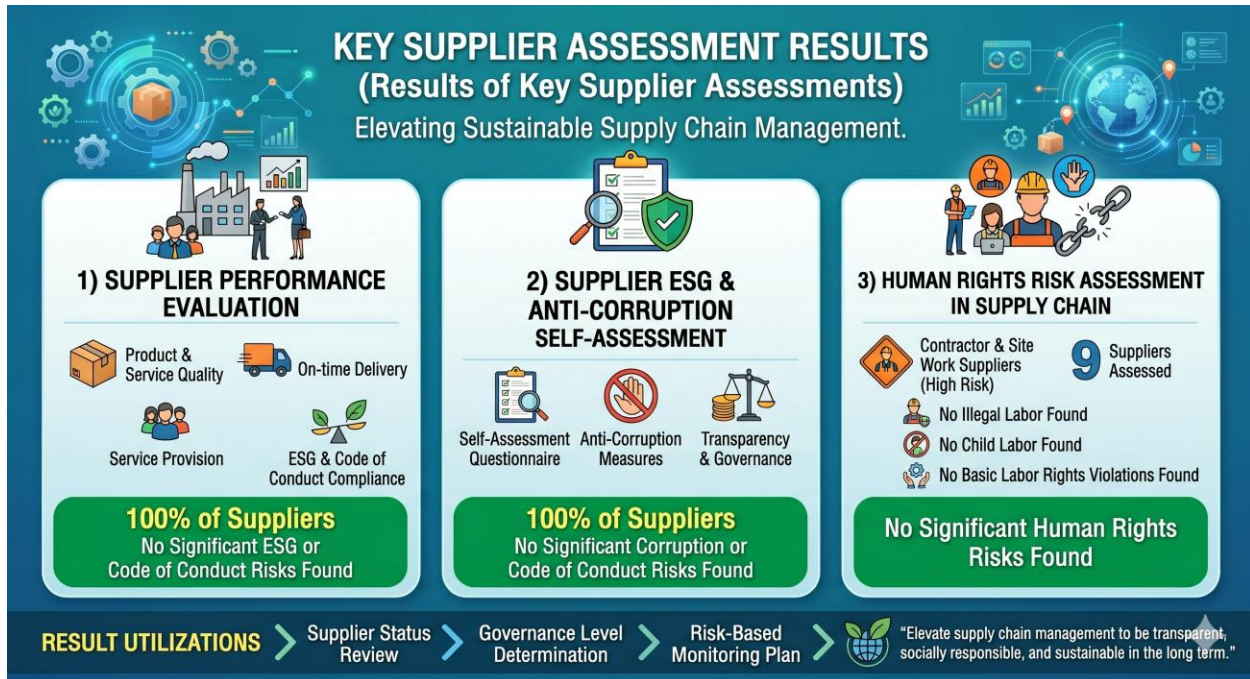 KEY SUPPLIER ASSESSMENT RESULTS
(Results of Key Supplier Assessments)
Elevating Sustainable Supply Chain Management.
1) SUPPLIER PERFORMANCE
EVALUATION
Product &
Service Quality
On-time Delivery
Service Provision
ESG & Code of
Conduct Compliance
100% of Suppliers
No Significant ESG or
Code of Conduct Risks Found
2) SUPPLIER ESG &
ANTI-CORRUPTION
SELF-ASSESSMENT
Self-Assessment
Questionnaire
Anti-Corruption
Measures
Transparency
& Governance
100% of Suppliers
No Significant Corruption or
Code of Conduct Risks Found
3) HUMAN RIGHTS RISK ASSESSMENT
IN SUPPLY CHAIN
Contractor & Site
Work Suppliers
(High Risk)
9 Suppliers
Assessed
No Illegal Labor Found
No Child Labor Found
No Basic Labor Rights Violations Found
No Significant Human Rights
Risks Found
RESULT UTILIZATIONS
Supplier Status
Review
Governance Level
Determination
Risk-Based
Monitoring Plan
"Elevate supply chain management to be transparent,
socially responsible, and sustainable in the long term."